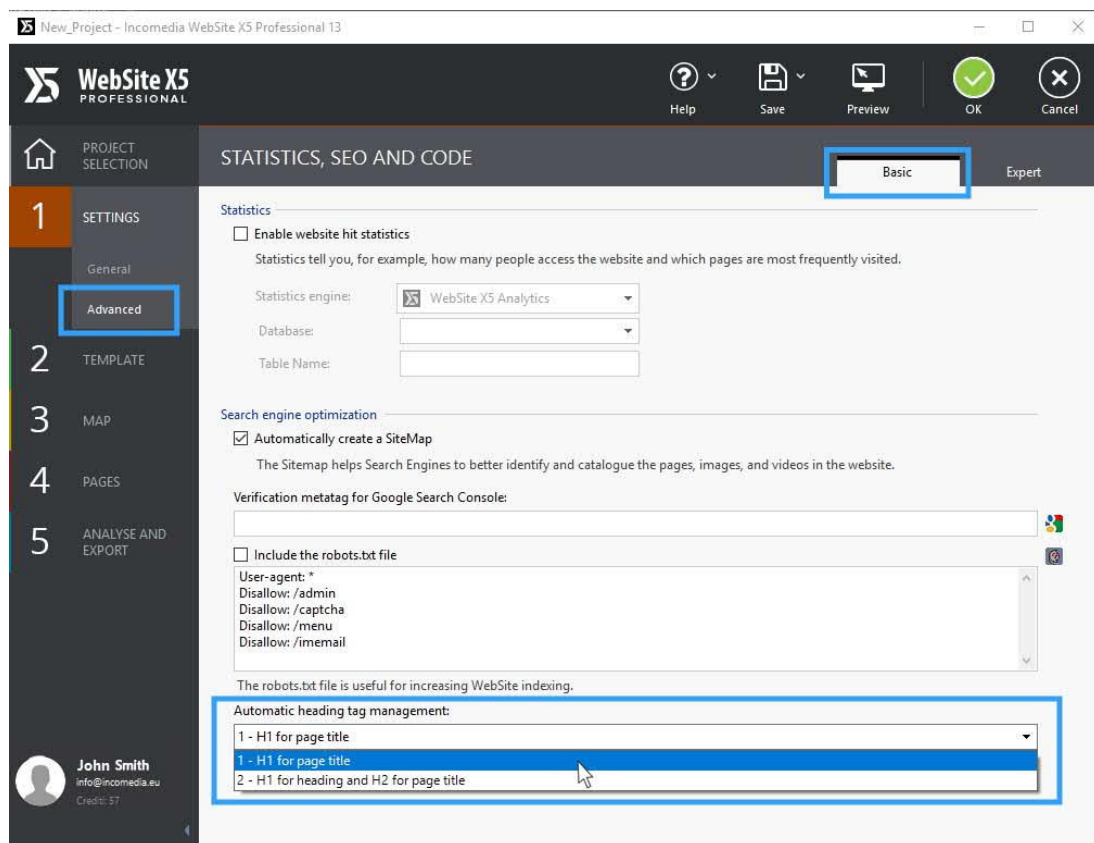 New_Project - Incomedia WebSite X5 Professional 13
WebSite X5
PROFESSIONAL
Help
Save
Preview
OK
Cancel
PROJECT
SELECTION
STATISTICS, SEO AND CODE
Basic
Expert
1
SETTINGS
General
Advanced
2
TEMPLATE
3
MAP
4
PAGES
5
ANALYSE AND
EXPORT
Statistics
Enable website hit statistics
Statistics tell you, for example, how many people access the website and which pages are most frequently visited.
Statistics engine:
WebSite X5 Analytics
Database:
Table Name:
Search engine optimization
Automatically create a SiteMap
The Sitemap helps Search Engines to better identify and catalogue the pages, images, and videos in the website.
Verification metatag for Google Search Console:
Include the robots.txt file
User-agent: *
Disallow: /admin
Disallow: /captcha
Disallow: /menu
Disallow: /imemail
The robots.txt file is useful for increasing WebSite indexing.
Automatic heading tag management:
1 - H1 for page title
1 - H1 for page title
2 - H1 for heading and H2 for page title
John Smith
info@incomedia.eu
Credit: 57